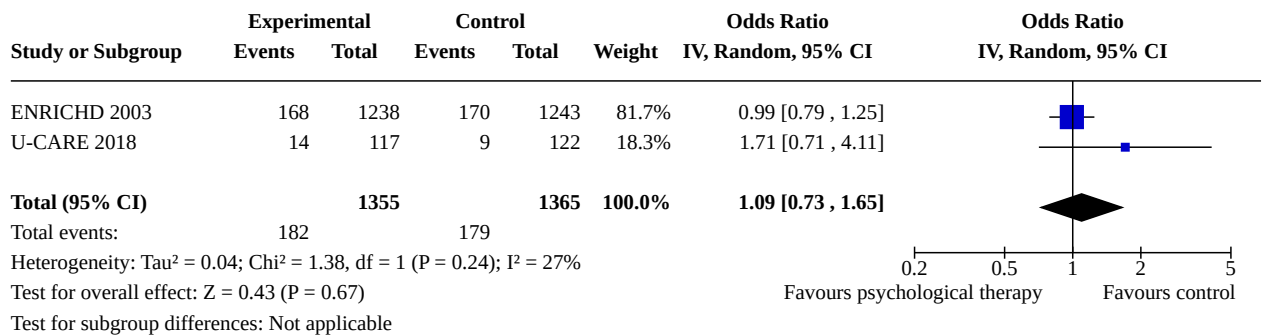 Experimental Control Odds Ratio Odds Ratio
Study or Subgroup Events Total Events Total Weight IV, Random, 95% CI IV, Random, 95% CI
ENRICHD 2003 168 1238 170 1243 81.7% 0.99 [0.79 , 1.25]
U-CARE 2018 14 117 9 122 18.3% 1.71 [0.71 , 4.11]
Total (95% CI) 1355 1365 100.0% 1.09 [0.73 , 1.65]
Total events: 182 179
Heterogeneity: Tau² = 0.04; Chi² = 1.38, df = 1 (P = 0.24); I² = 27%
0.2 0.5 1 2 5
Test for overall effect: Z = 0.43 (P = 0.67)
Favours psychological therapy Favours control
Test for subgroup differences: Not applicable